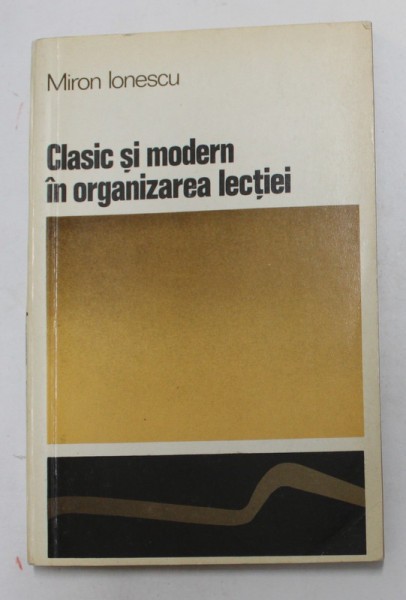 Miron Ionescu
Clasic și modern
în organizarea lecției